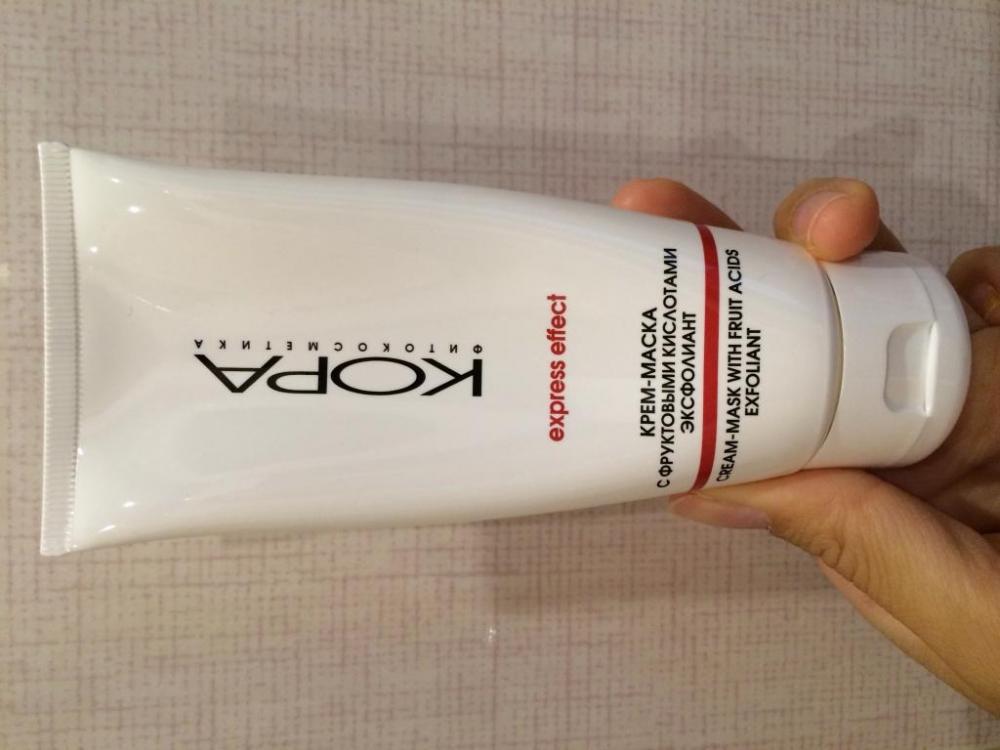 КОРА
ФИТОКОСМЕТИКА
express effect
КРЕМ-МАСКА
С ФРУКТОВЫМИ КИСЛОТАМИ
ЭКСФОЛИАНТ
CREAM-MASK WITH FRUIT ACIDS
EXFOLIANT